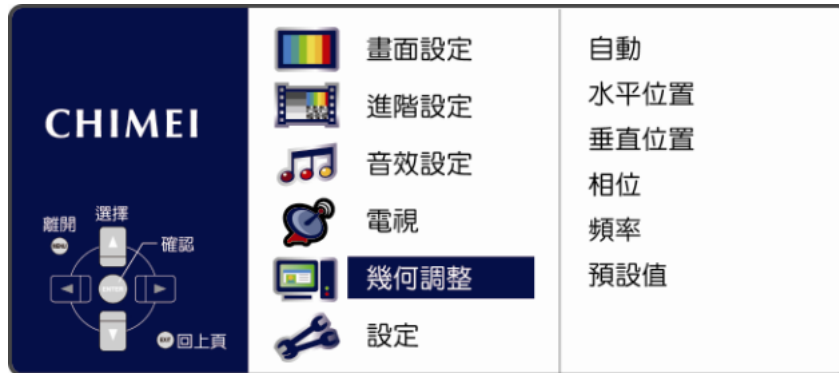 CHIMEI
離開
選擇
MENU
確認
ENTER
EXIT
回上頁
畫面設定
進階設定
音效設定
電視
幾何調整
設定
自動
水平位置
垂直位置
相位
頻率
預設值